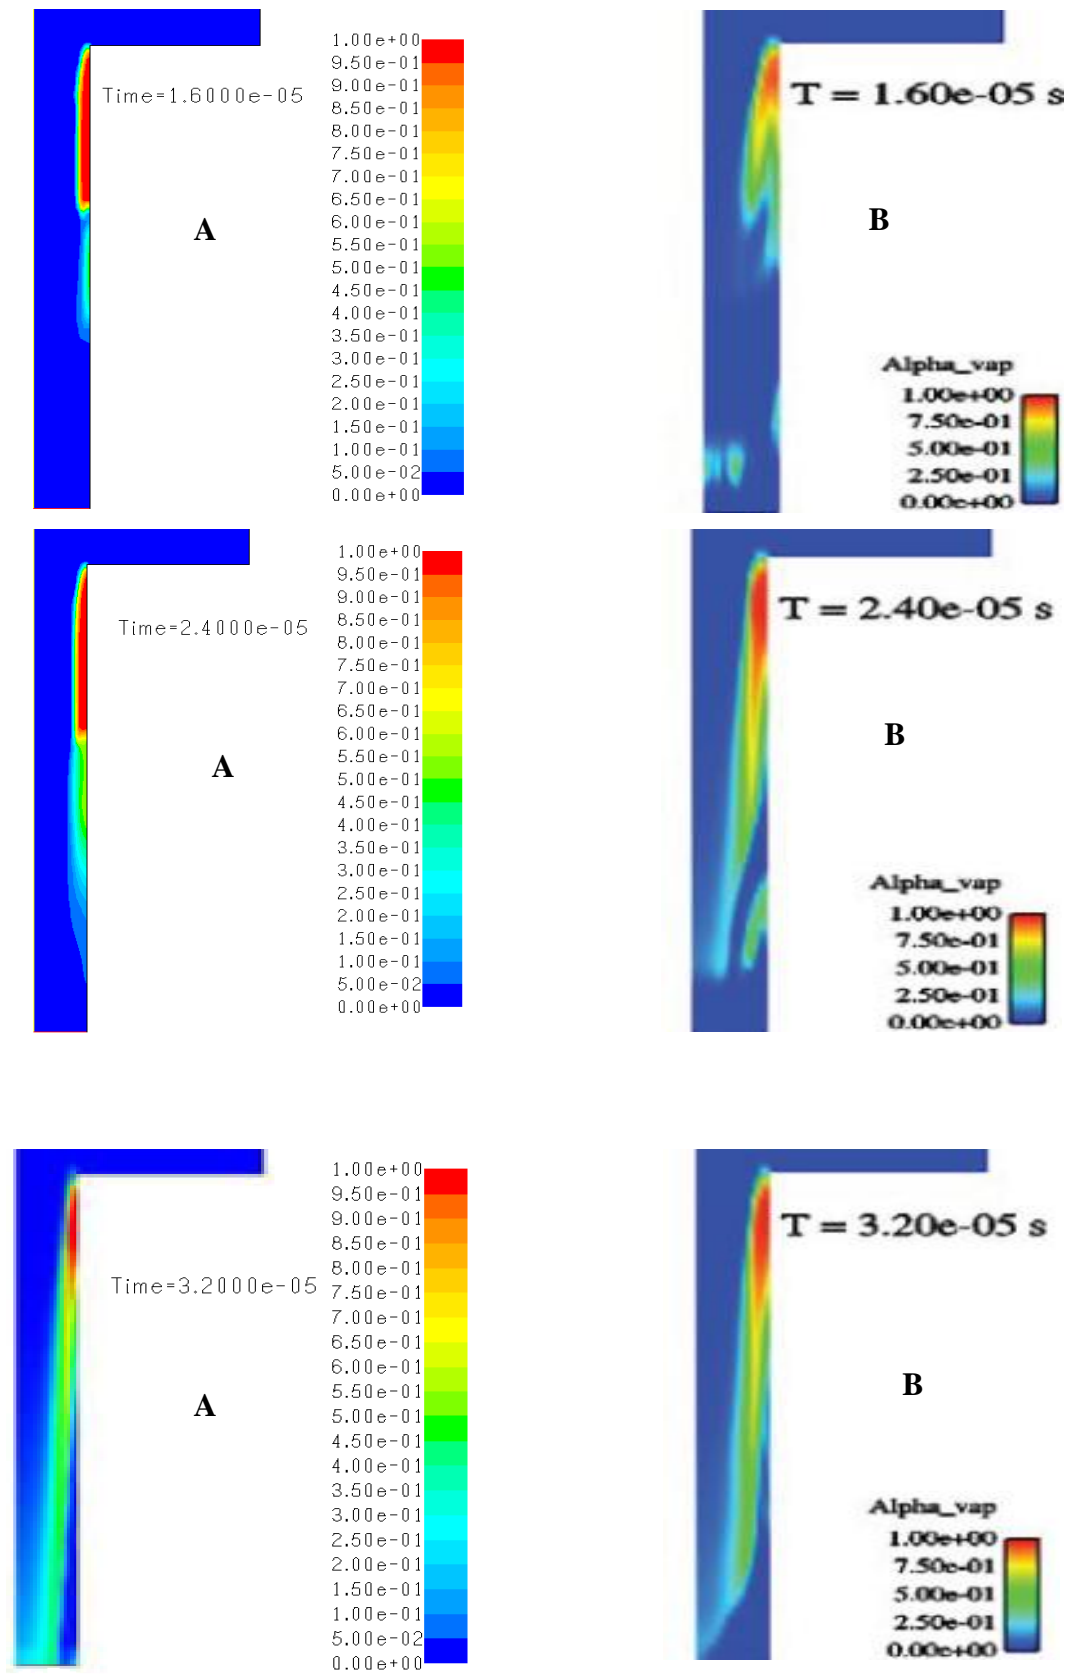 1.00e+00
9.50e-01
9.00e-01
8.50e-01
8.00e-01
7.50e-01
7.00e-01
6.50e-01
6.00e-01
5.50e-01
5.00e-01
4.50e-01
4.00e-01
3.50e-01
3.00e-01
2.50e-01
2.00e-01
1.50e-01
1.00e-01
5.00e-02
0.00e+00
Time=1.6000e-05
A
T = 1.60e-05 s
B
Alpha_vap
1.00e+00
7.50e-01
5.00e-01
2.50e-01
0.00e+00
1.00e+00
9.50e-01
9.00e-01
8.50e-01
8.00e-01
7.50e-01
7.00e-01
6.50e-01
6.00e-01
5.50e-01
5.00e-01
4.50e-01
4.00e-01
3.50e-01
3.00e-01
2.50e-01
2.00e-01
1.50e-01
1.00e-01
5.00e-02
0.00e+00
Time=2.4000e-05
A
T = 2.40e-05 s
B
Alpha_vap
1.00e+00
7.50e-01
5.00e-01
2.50e-01
0.00e+00
1.00e+00
9.50e-01
9.00e-01
8.50e-01
8.00e-01
7.50e-01
7.00e-01
6.50e-01
6.00e-01
5.50e-01
5.00e-01
4.50e-01
4.00e-01
3.50e-01
3.00e-01
2.50e-01
2.00e-01
1.50e-01
1.00e-01
5.00e-02
0.00e+00
Time=3.2000e-05
A
T = 3.20e-05 s
B
Alpha_vap
1.00e+00
7.50e-01
5.00e-01
2.50e-01
0.00e+00